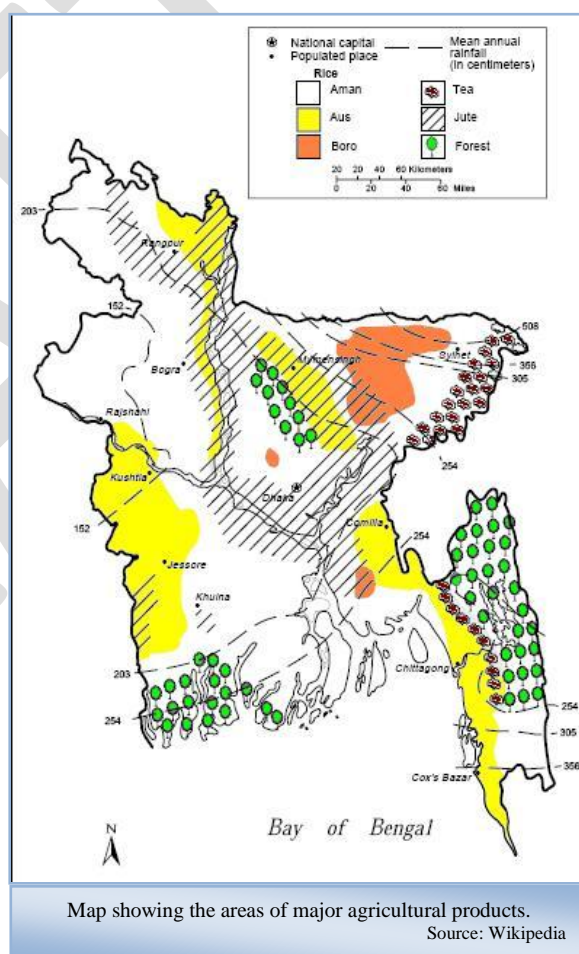 National capital
Populated place
Mean annual
rainfall
(in centimeters)
Rice
Aman
Aus
Boro
Tea
Jute
Forest
20 0 20 40 60 Kilometers
20 0 20 40 60 Miles
203
Rangpur
152
Bogra
Mymensingh
Sylhet
508
356
305
Rajshahi
254
Kushtia
Dhaka
152
Comilla
254
Jessore
Khulna
Chittagong
203
254
254
305
356
Cox's Bazar
N
Bay of Bengal
Map showing the areas of major agricultural products.
Source: Wikipedia